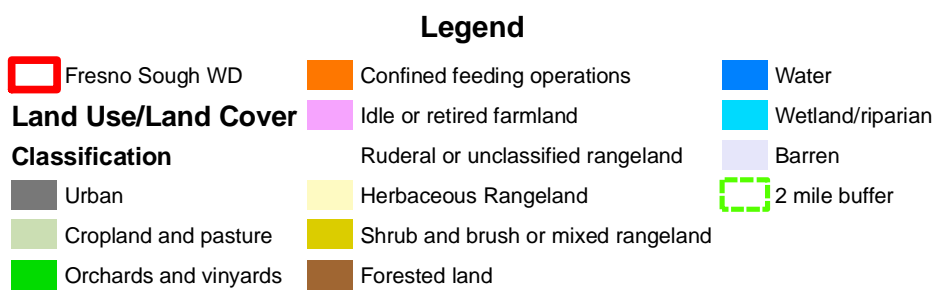 Legend
Fresno Sough WD
Land Use/Land Cover
Classification
Urban
Cropland and pasture
Orchards and vinyards
Confined feeding operations
Idle or retired farmland
Ruderal or unclassified rangeland
Herbaceous Rangeland
Shrub and brush or mixed rangeland
Forested land
Water
Wetland/riparian
Barren
2 mile buffer